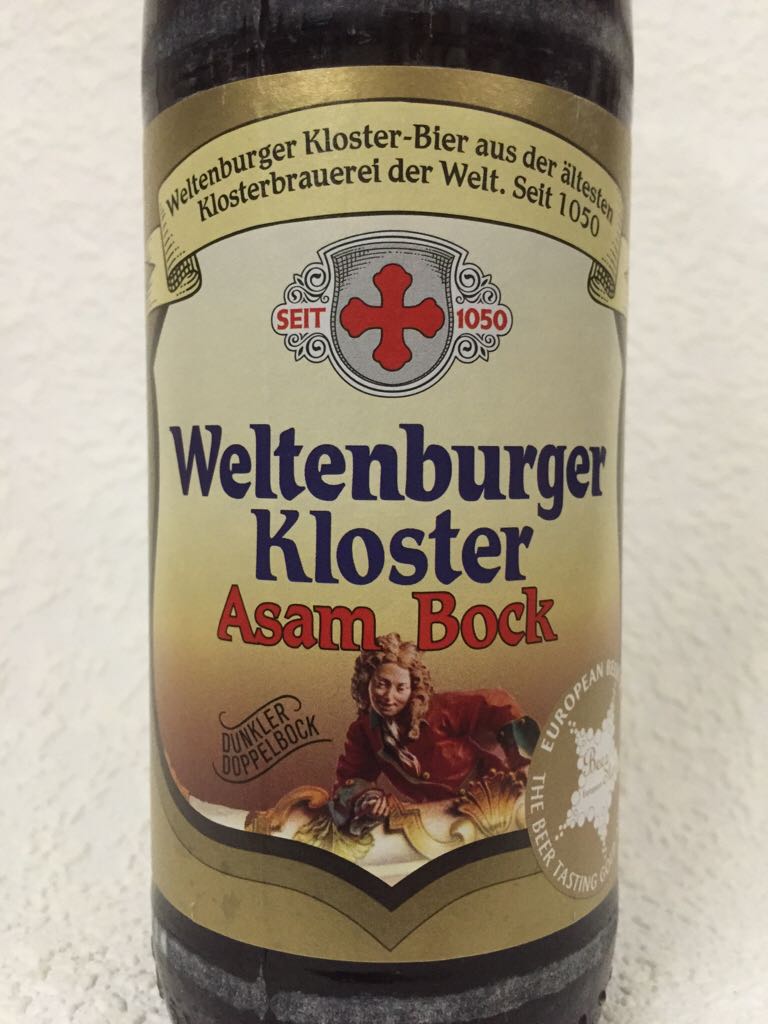 Weltenburger Kloster-Bier aus der ältesten
Klosterbrauerei der Welt. Seit 1050
SEIT 1050
Weltenburger
Kloster
Asam Bock
DUNKLER
DOPPELBOCK
EUROPEAN
Beer
THE BEER TASTING